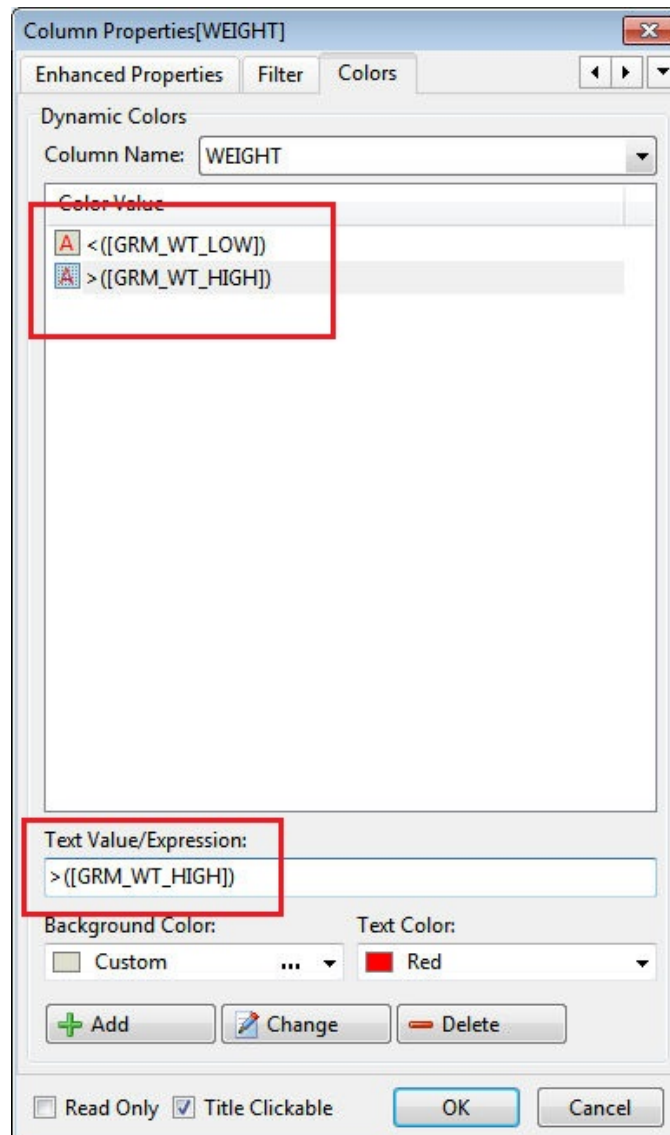 Column Properties[WEIGHT]
Enhanced Properties Filter Colors
Dynamic Colors
Column Name: WEIGHT
Color Value
A <([GRM_WT_LOW])
A >([GRM_WT_HIGH])
Text Value/Expression:
>([GRM_WT_HIGH])
Background Color: Text Color:
Custom ... Red
Add Change Delete
Read Only Title Clickable OK Cancel